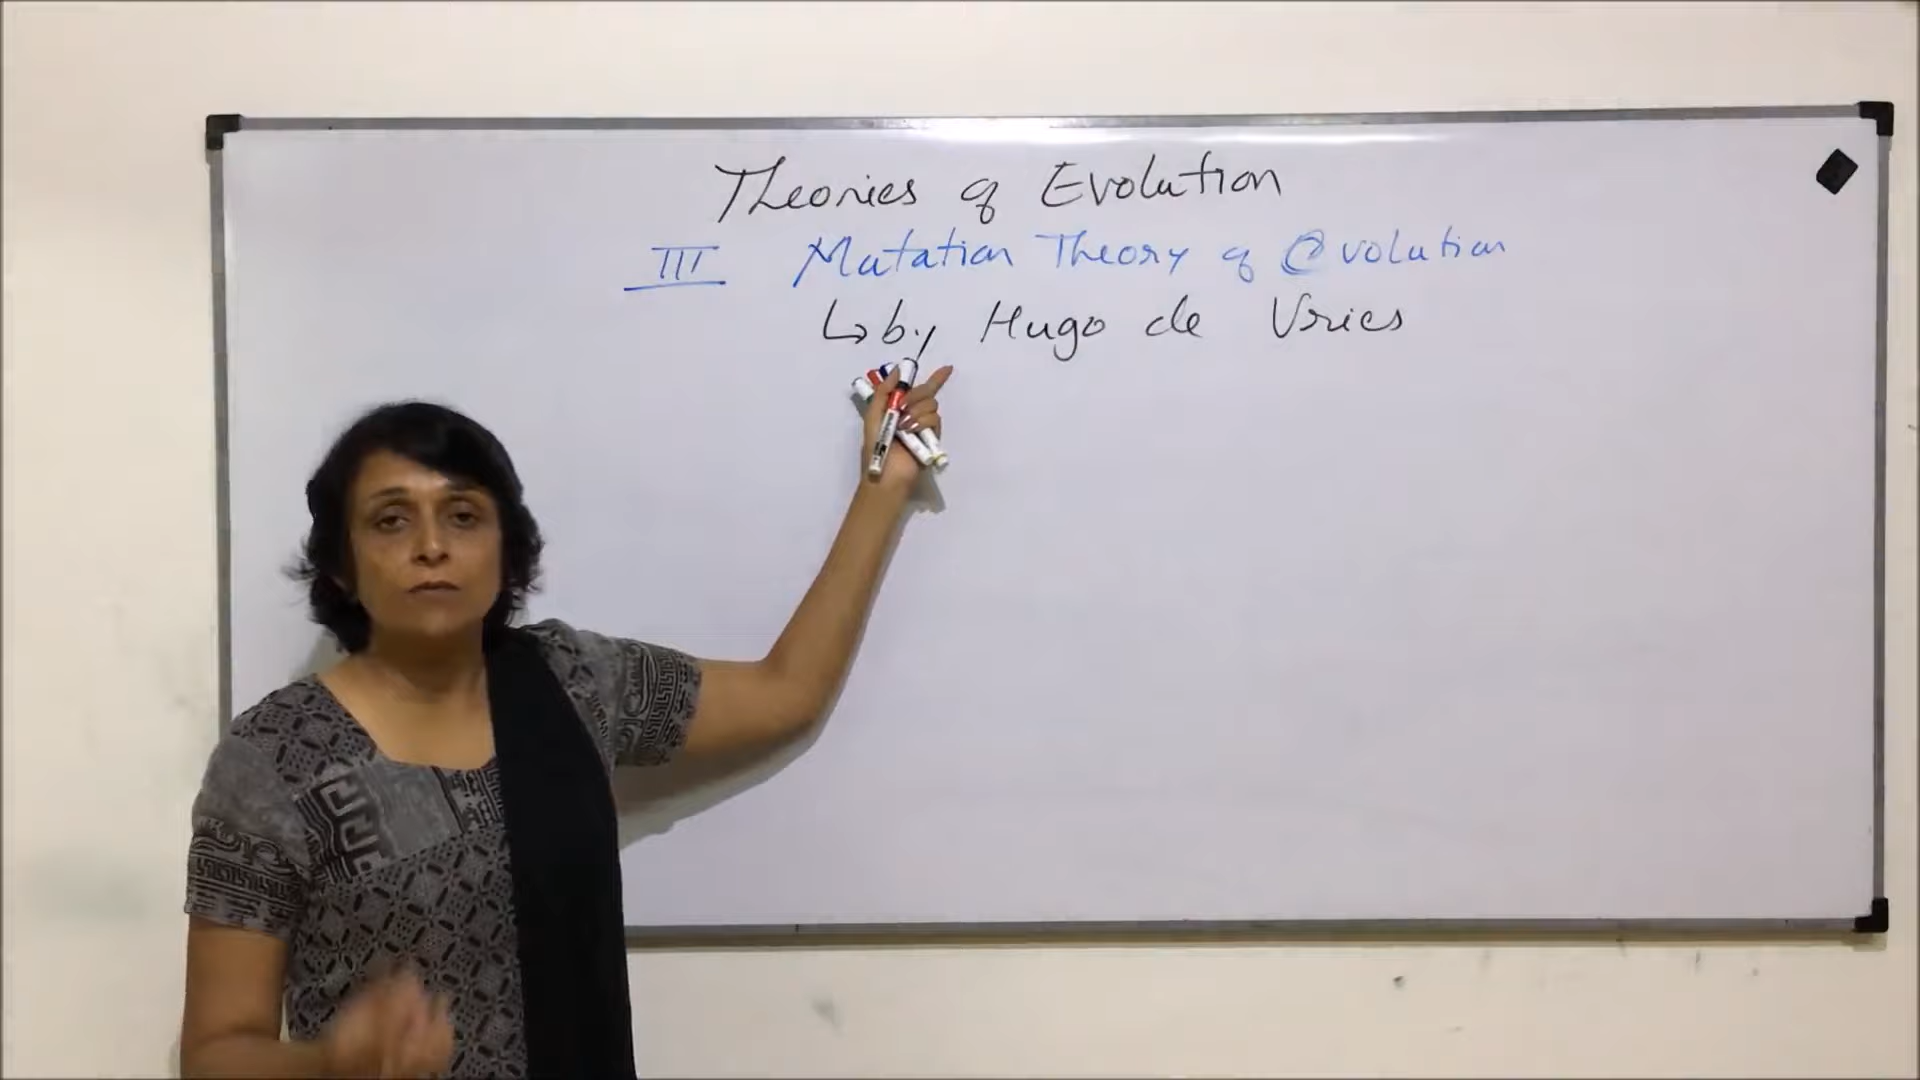 Theories of Evolution
III Mutation Theory of Evolution
↳ by Hugo de Vries